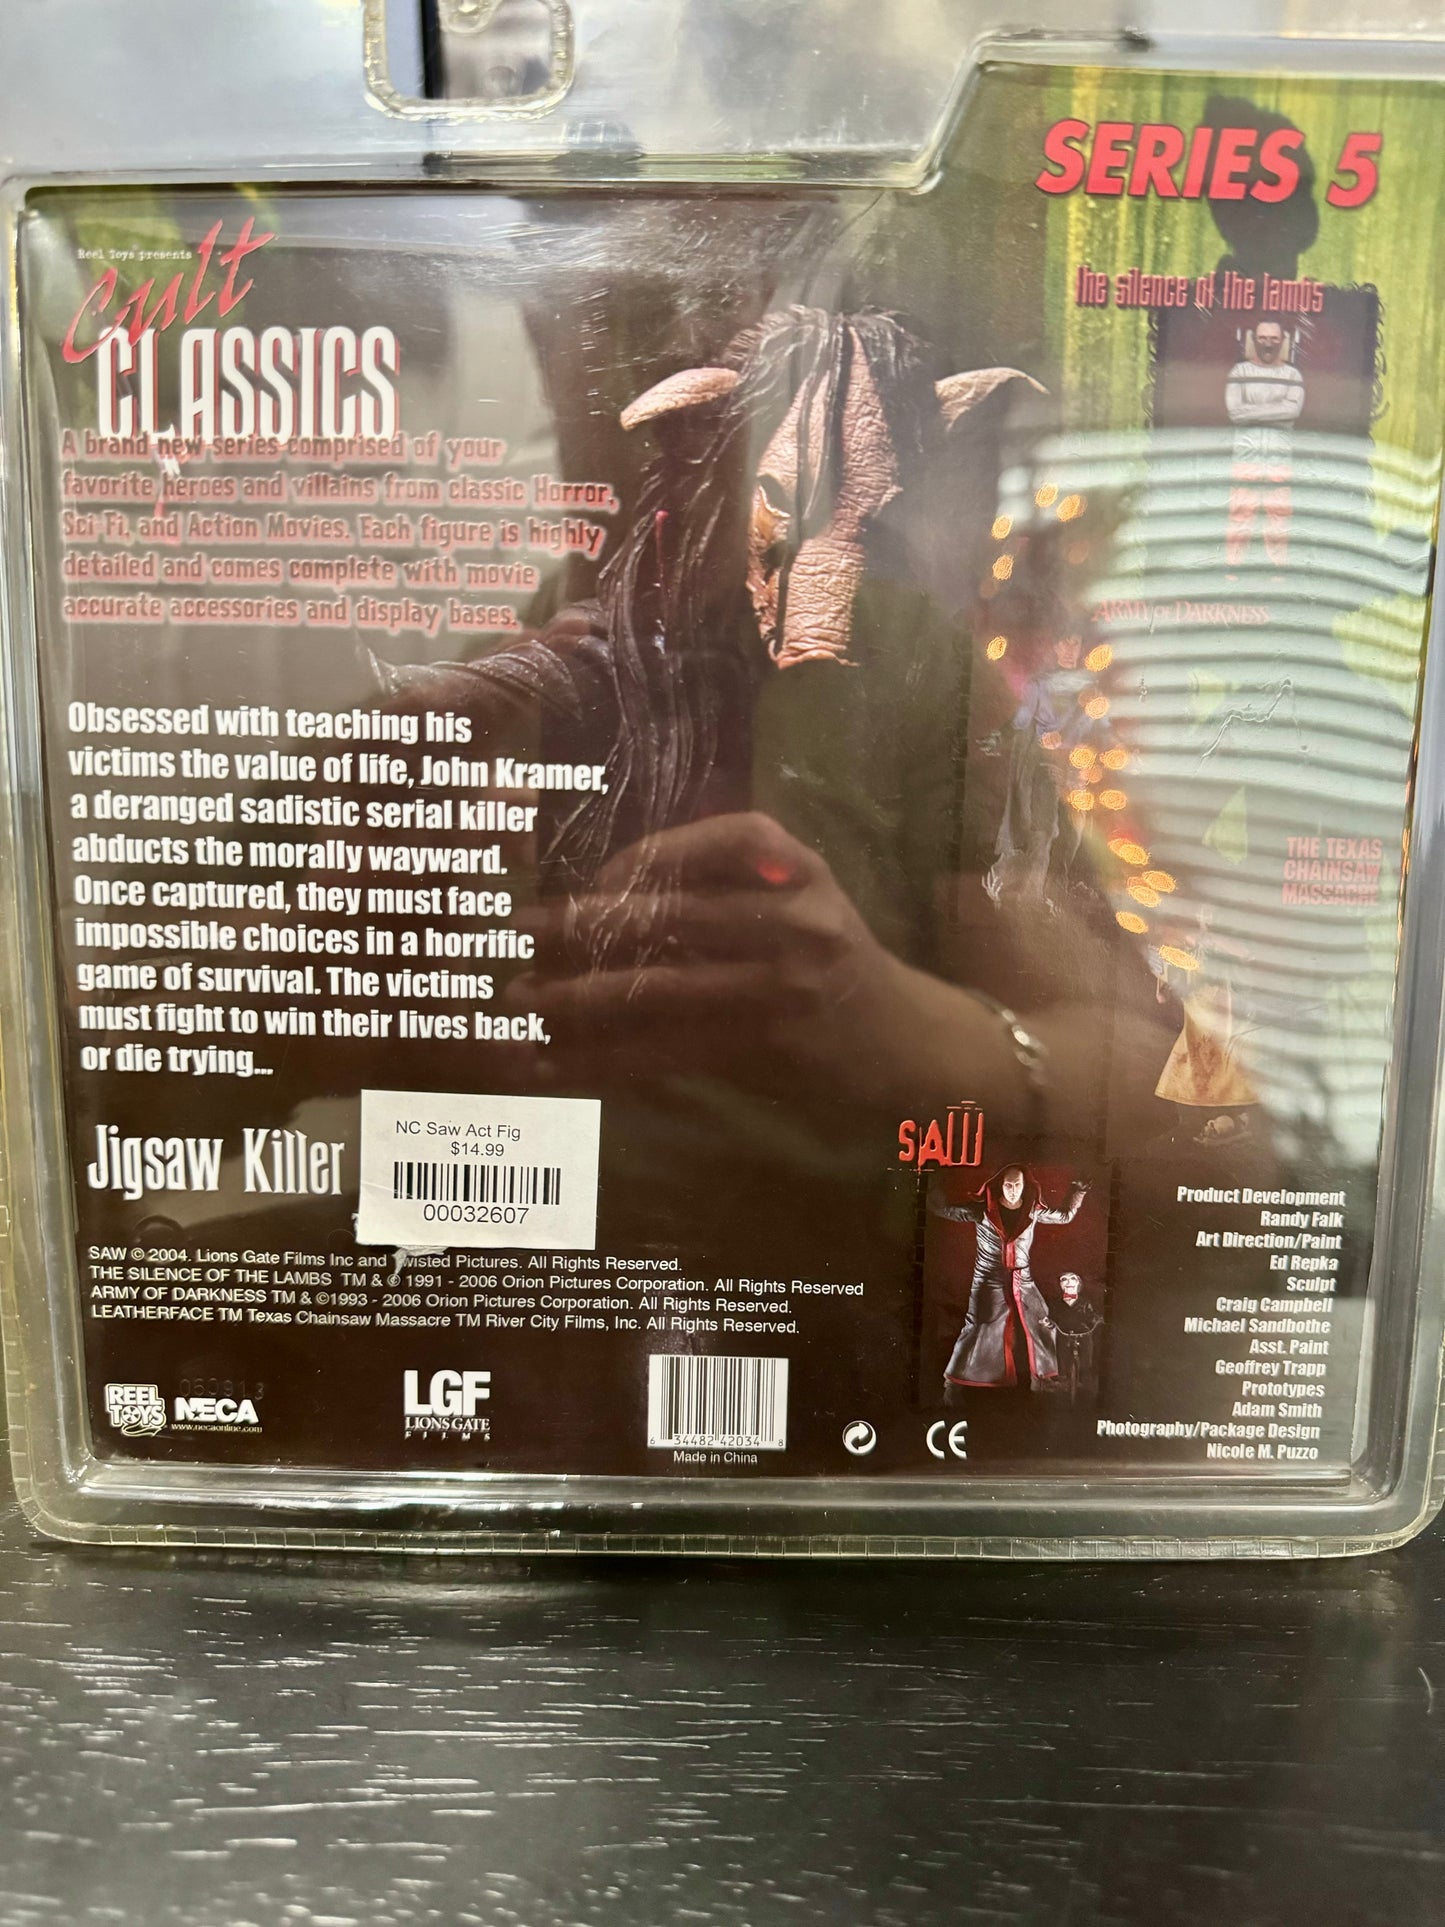 SERIES 5
Reel Toys presents
cult
CLASSICS
A brand new series comprised of your
favorite heroes and villains from classic Horror,
Sci Fi, and Action Movies. Each figure is highly
detailed and comes complete with movie
accurate accessories and display bases.
the silence of the lambs
ARMY OF DARKNESS
THE TEXAS
CHAINSAW
MASSACRE
Obsessed with teaching his
victims the value of life, John Kramer,
a deranged sadistic serial killer
abducts the morally wayward.
Once captured, they must face
impossible choices in a horrific
game of survival. The victims
must fight to win their lives back,
or die trying...
Jigsaw Killer
NC Saw Act Fig
$14.99
00032607
SAW
SAW © 2004. Lions Gate Films Inc and Twisted Pictures. All Rights Reserved.
THE SILENCE OF THE LAMBS TM & © 1991 - 2006 Orion Pictures Corporation. All Rights Reserved
ARMY OF DARKNESS TM & ©1993 - 2006 Orion Pictures Corporation. All Rights Reserved.
LEATHERFACE TM Texas Chainsaw Massacre TM River City Films, Inc. All Rights Reserved.
Product Development
Randy Falk
Art Direction/Paint
Ed Repka
Sculpt
Craig Campbell
Michael Sandbothe
Asst. Paint
Geoffrey Trapp
Prototypes
Adam Smith
Photography/Package Design
Nicole M. Puzzo
REEL
TOYS
NECA
www.necaonline.com
LGF
LIONS GATE
FILMS
6 34482 42034 8
Made in China
CE